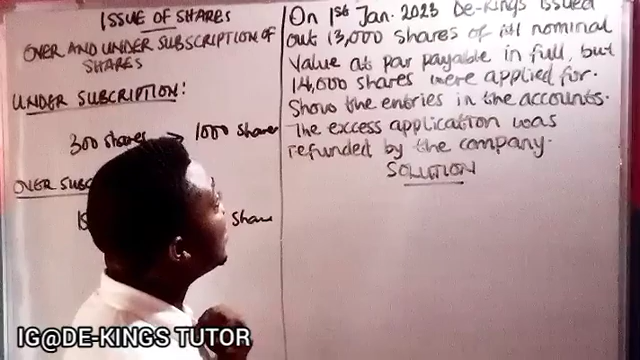 ISSUE OF SHARES
OVER AND UNDER SUBSCRIPTION OF
SHARES
UNDER SUBCRIPTION:
300 shares → 1000 shares
OVER SUBC
share
On 1st Jan. 2023 De-Kings issued
out 13,000 shares of nominal
Value at par payable in full, but
14,000 shares were applied for.
Show the entries in the accounts.
The excess application was
refunded by the company.
SOLUTION
IG@DE-KINGS TUTOR